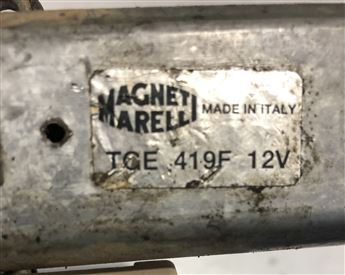 MAGNETI
MARELLI
MADE IN ITALY
TGE 419F 12V